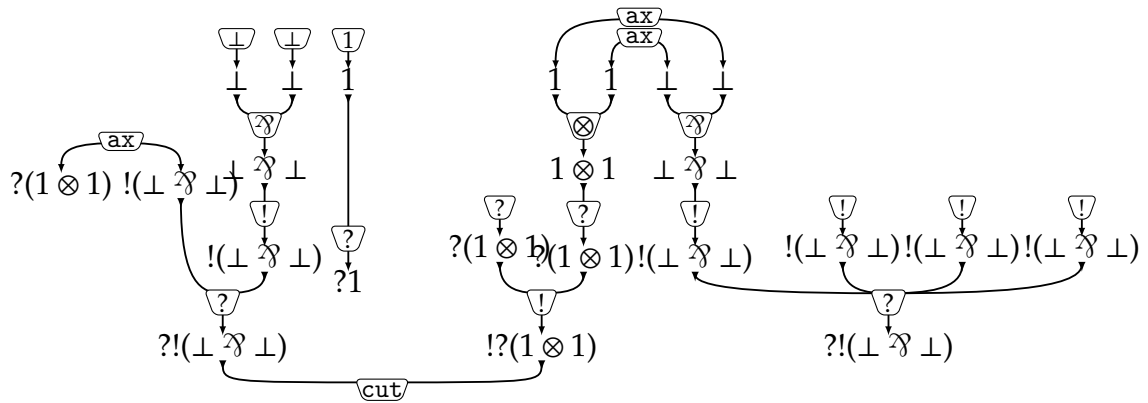 ax
ax
⊥ ⊥ 1
⊥ ⊥ 1 1 1 ⊥ ⊥
⅋ ⊗ ⅋
ax
?(1 ⊗ 1) !(⊥ ⅋ ⊥) ⊥ ⅋ ⊥ 1 ⊗ 1 ⊥ ⅋ ⊥
! ? ? ! ! ! !
?
!(⊥ ⅋ ⊥) ?(1 ⊗ 1) ?(1 ⊗ 1) !(⊥ ⅋ ⊥) !(⊥ ⅋ ⊥) !(⊥ ⅋ ⊥) !(⊥ ⅋ ⊥)
?1
? ! ?
?!(⊥ ⅋ ⊥) !?(1 ⊗ 1) ?!(⊥ ⅋ ⊥)
cut